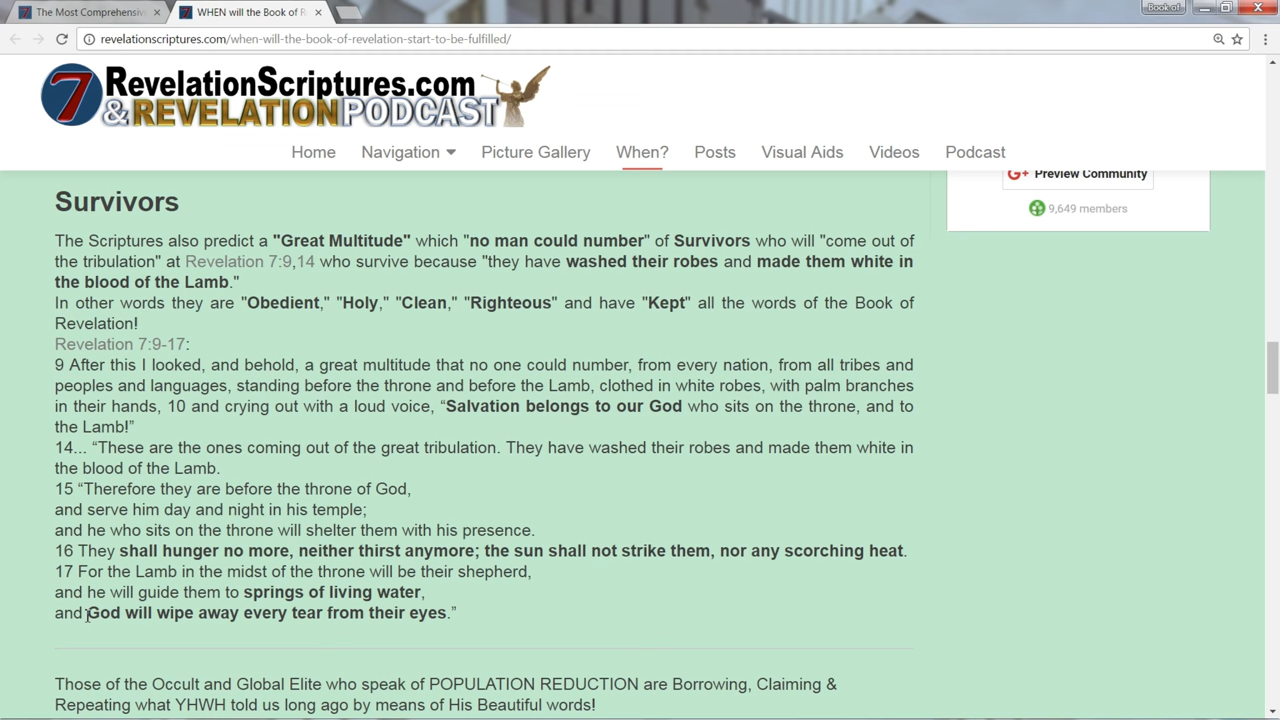 The Most Comprehensive
WHEN will the Book of R
Book of
revelationscriptures.com/when-will-the-book-of-revelation-start-to-be-fulfilled/
7
RevelationScriptures.com
& REVELATION PODCAST
Home Navigation Picture Gallery When? Posts Visual Aids Videos Podcast
G+ Preview Community
9,649 members
Survivors
The Scriptures also predict a "Great Multitude" which "no man could number" of Survivors who will "come out of
the tribulation" at Revelation 7:9,14 who survive because "they have washed their robes and made them white in
the blood of the Lamb."
In other words they are "Obedient," "Holy," "Clean," "Righteous" and have "Kept" all the words of the Book of
Revelation!
Revelation 7:9-17:
9 After this I looked, and behold, a great multitude that no one could number, from every nation, from all tribes and
peoples and languages, standing before the throne and before the Lamb, clothed in white robes, with palm branches
in their hands, 10 and crying out with a loud voice, “Salvation belongs to our God who sits on the throne, and to
the Lamb!”
14... “These are the ones coming out of the great tribulation. They have washed their robes and made them white in
the blood of the Lamb.
15 “Therefore they are before the throne of God,
and serve him day and night in his temple;
and he who sits on the throne will shelter them with his presence.
16 They shall hunger no more, neither thirst anymore; the sun shall not strike them, nor any scorching heat.
17 For the Lamb in the midst of the throne will be their shepherd,
and he will guide them to springs of living water,
and God will wipe away every tear from their eyes.”
Those of the Occult and Global Elite who speak of POPULATION REDUCTION are Borrowing, Claiming &
Repeating what YHWH told us long ago by means of His Beautiful words!